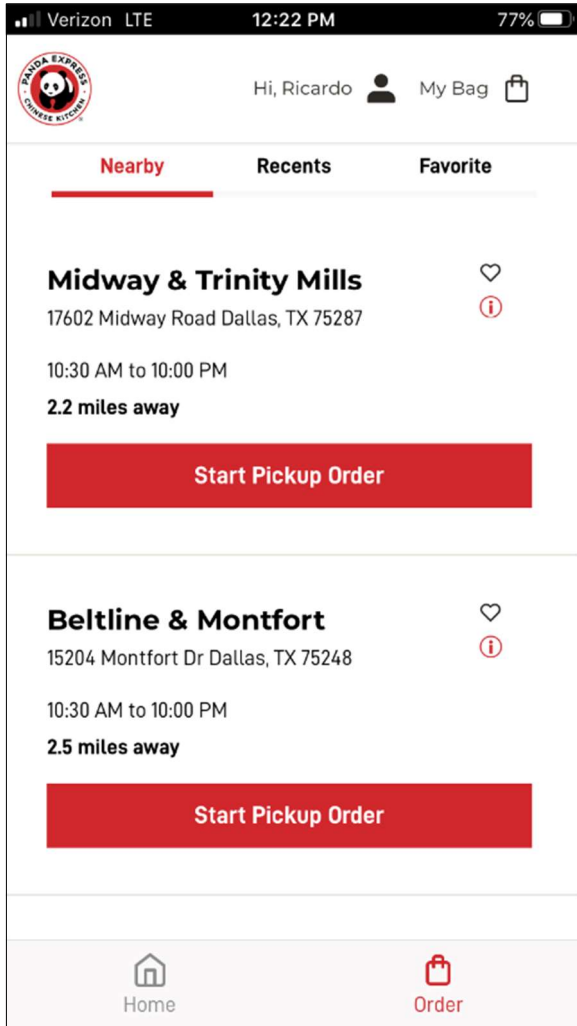 Verizon LTE 12:22 PM 77%
PANDA EXPRESS
CHINESE KITCHEN
Hi, Ricardo My Bag
Nearby Recents Favorite
Midway & Trinity Mills
17602 Midway Road Dallas, TX 75287
10:30 AM to 10:00 PM
2.2 miles away
Start Pickup Order
Beltline & Montfort
15204 Montfort Dr Dallas, TX 75248
10:30 AM to 10:00 PM
2.5 miles away
Start Pickup Order
Home Order